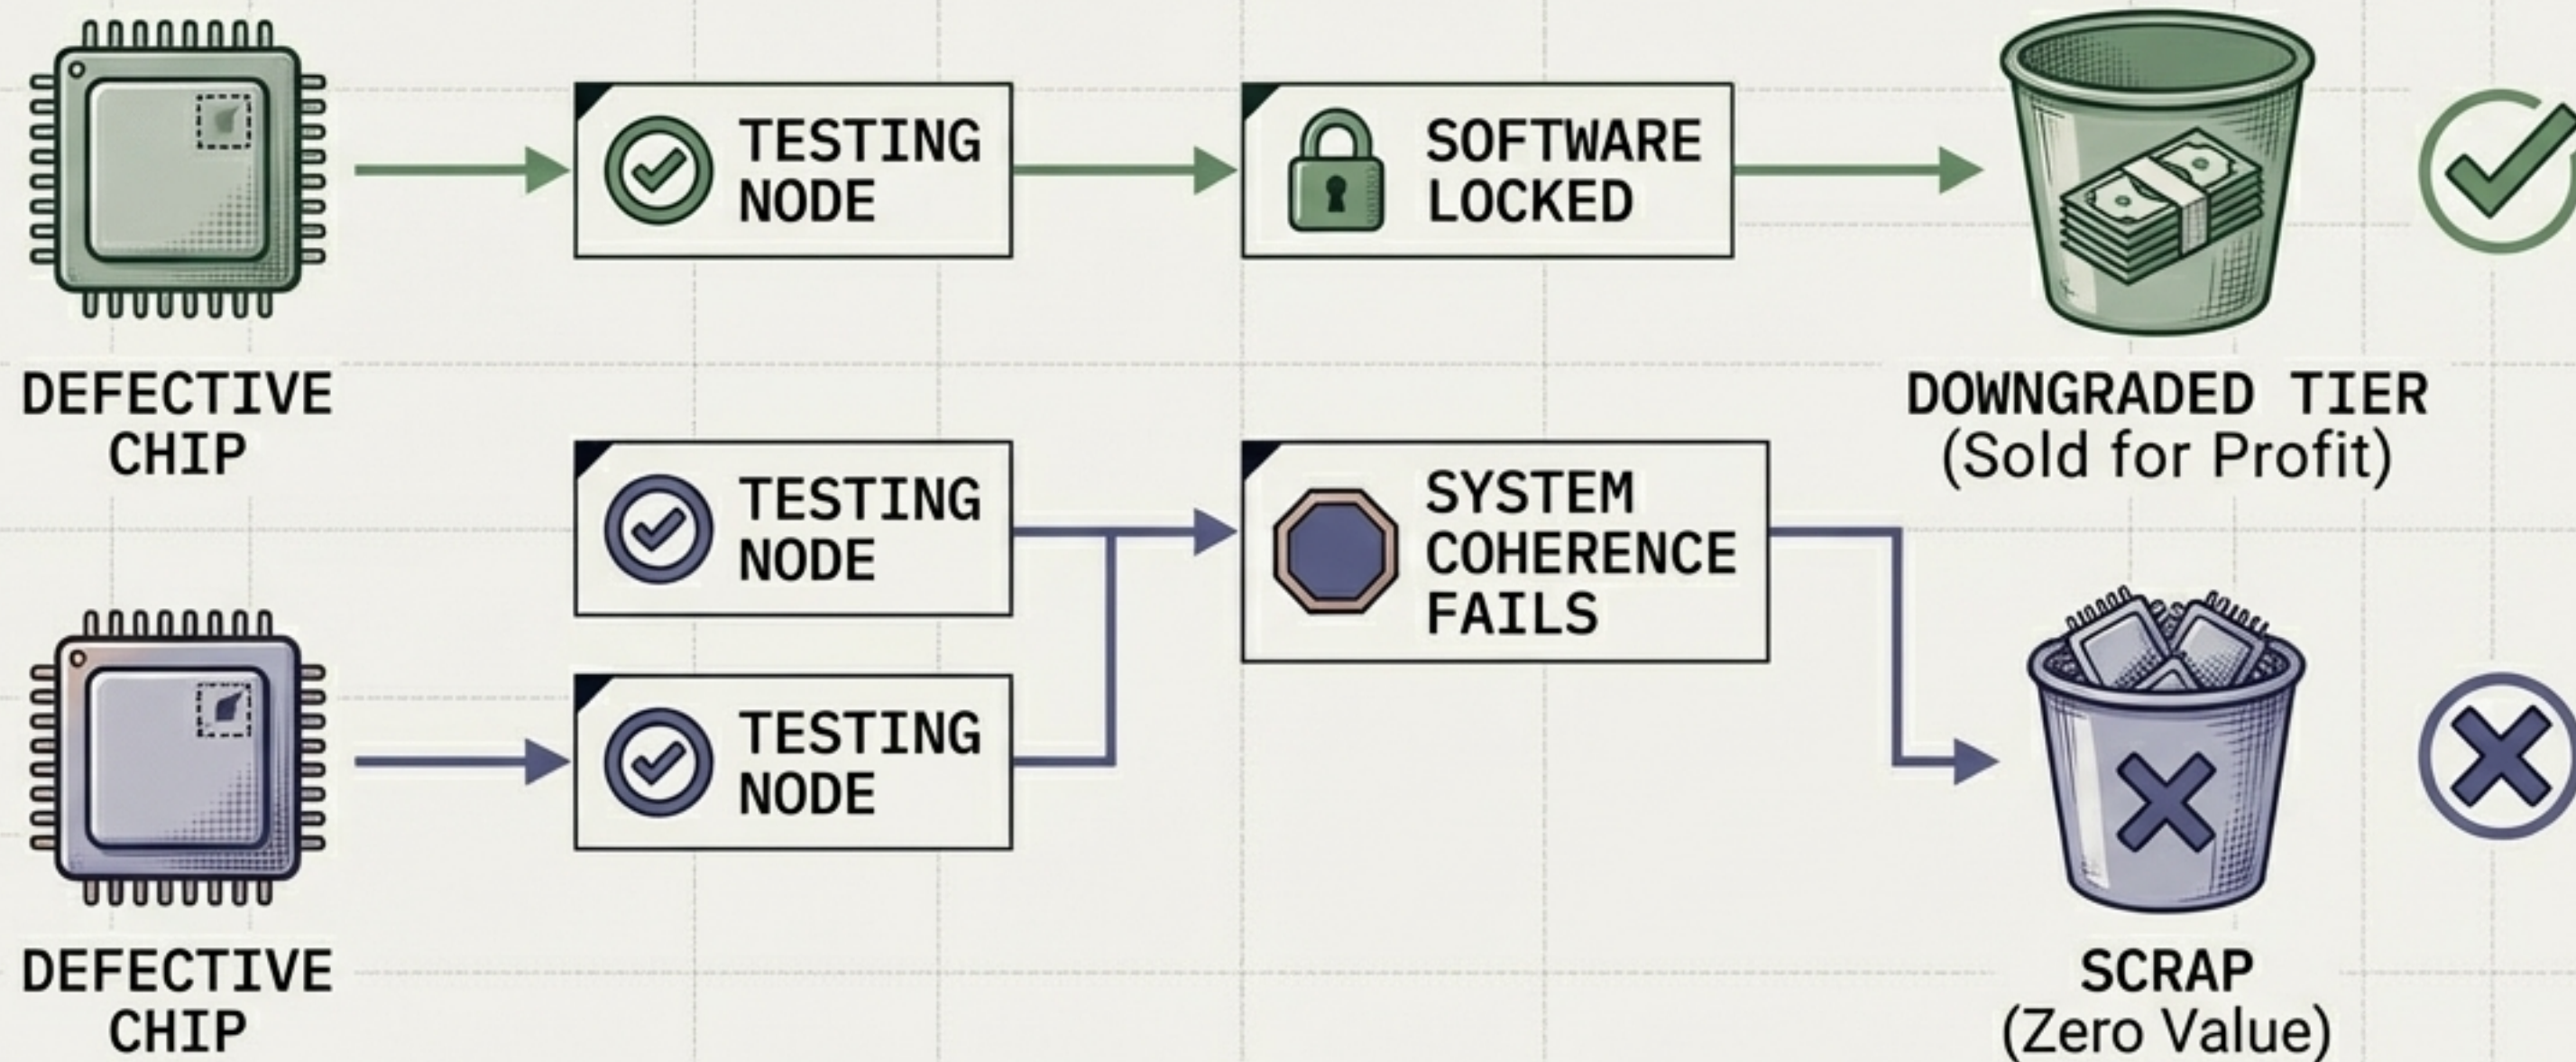 TESTING
NODE
SOFTWARE
LOCKED
DEFECTIVE
CHIP
DOWNGRADED TIER
(Sold for Profit)
TESTING
NODE
SYSTEM
COHERENCE
FAILS
TESTING
NODE
DEFECTIVE
CHIP
SCRAP
(Zero Value)